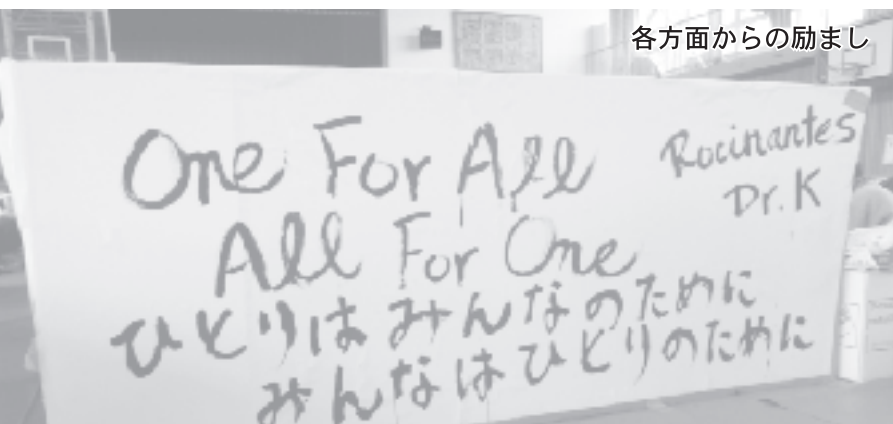 各方面からの励まし
One For All
All For One
ひとりはみんなのために
みんなはひとりのために
Rocinantes
Dr. K